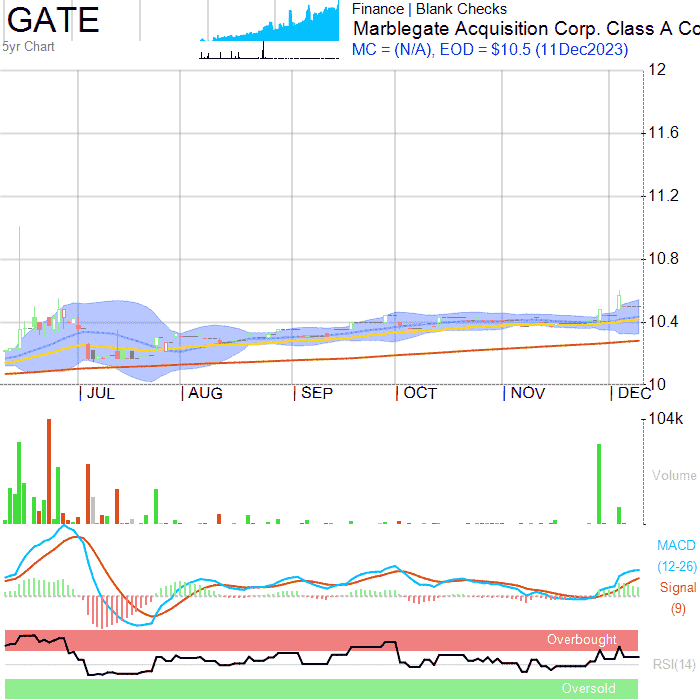 GATE
5yr Chart
Finance | Blank Checks
Marblegate Acquisition Corp. Class A Co
MC = (N/A), EOD = $10.5 (11Dec2023)
12
11.6
11.2
10.8
10.4
10
JUL
AUG
SEP
OCT
NOV
DEC
104k
Volume
MACD
(12-26)
Signal
(9)
Overbought
RSI(14)
Oversold